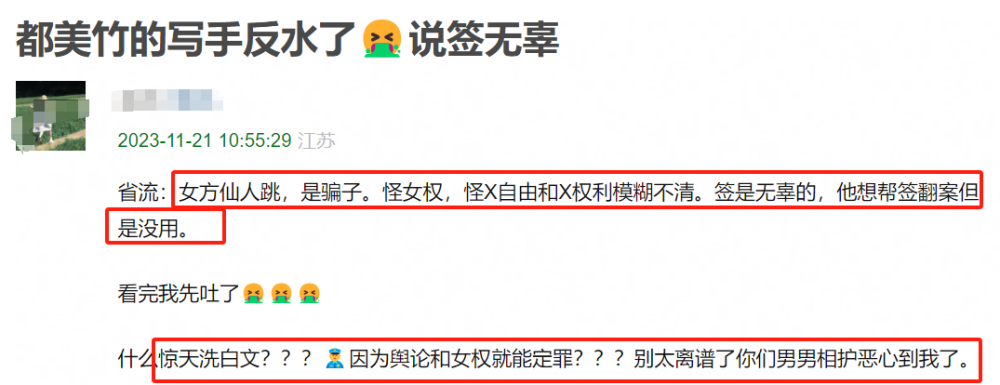 都美竹的写手反水了🤮说签无辜
2023-11-21 10:55:29 江苏
省流：女方仙人跳，是骗子。怪女权，怪X自由和X权利模糊不清。签是无辜的，他想帮签翻案但
是没用。
看完我先吐了🤮🤮🤮
什么惊天洗白文？？？👮因为舆论和女权就能定罪？？？别太离谱了你们男男相护恶心到我了。